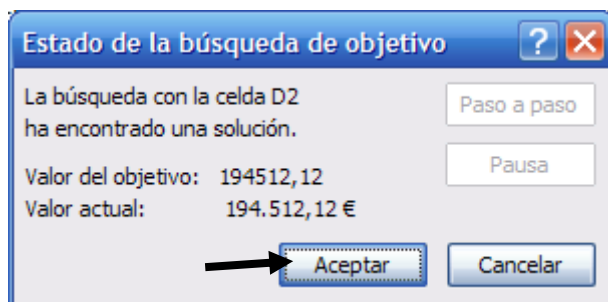 Estado de la búsqueda de objetivo
La búsqueda con la celda D2
ha encontrado una solución.
Paso a paso
Pausa
Valor del objetivo: 194512,12
Valor actual: 194.512,12 €
Aceptar
Cancelar